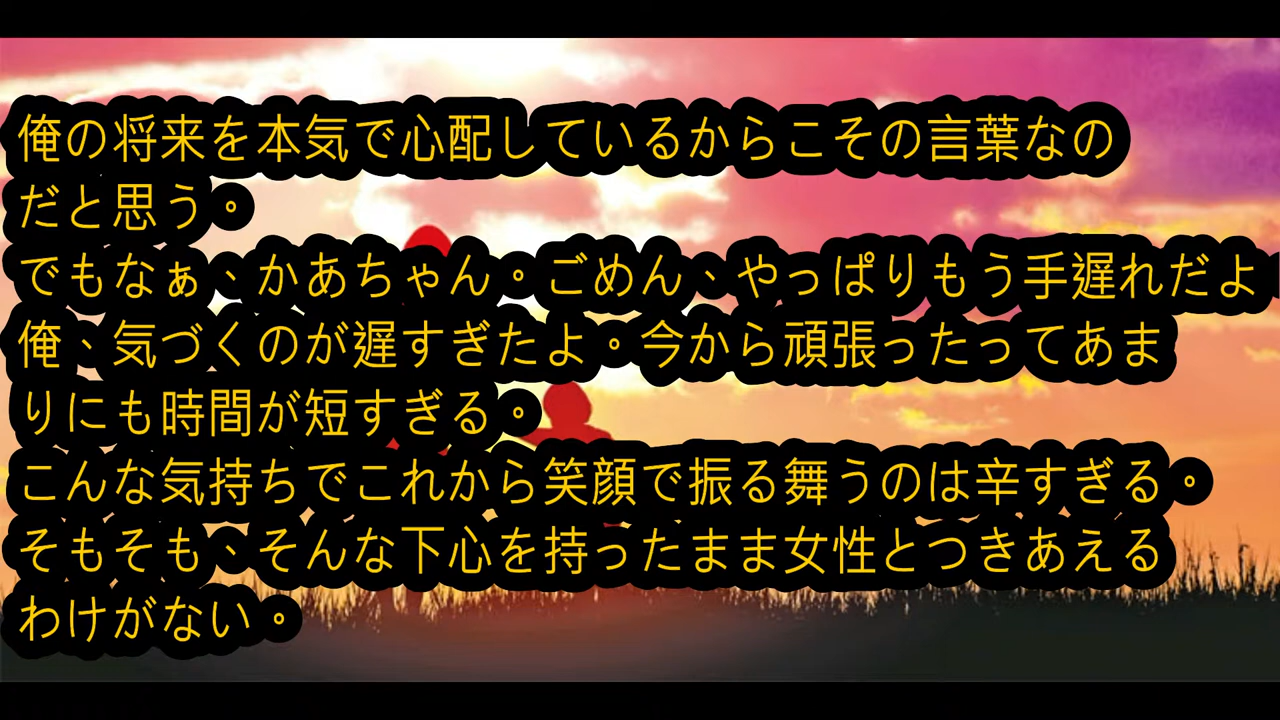 俺の将来を本気で心配しているからこその言葉なの
だと思う。
でもなぁ、かあちゃん。ごめん、やっぱりもう手遅れだよ
俺、気づくのが遅すぎたよ。今から頑張ったってあま
りにも時間が短すぎる。
こんな気持ちでこれから笑顔で振る舞うのは辛すぎる。
そもそも、そんな下心を持ったまま女性とつきあえる
わけがない。